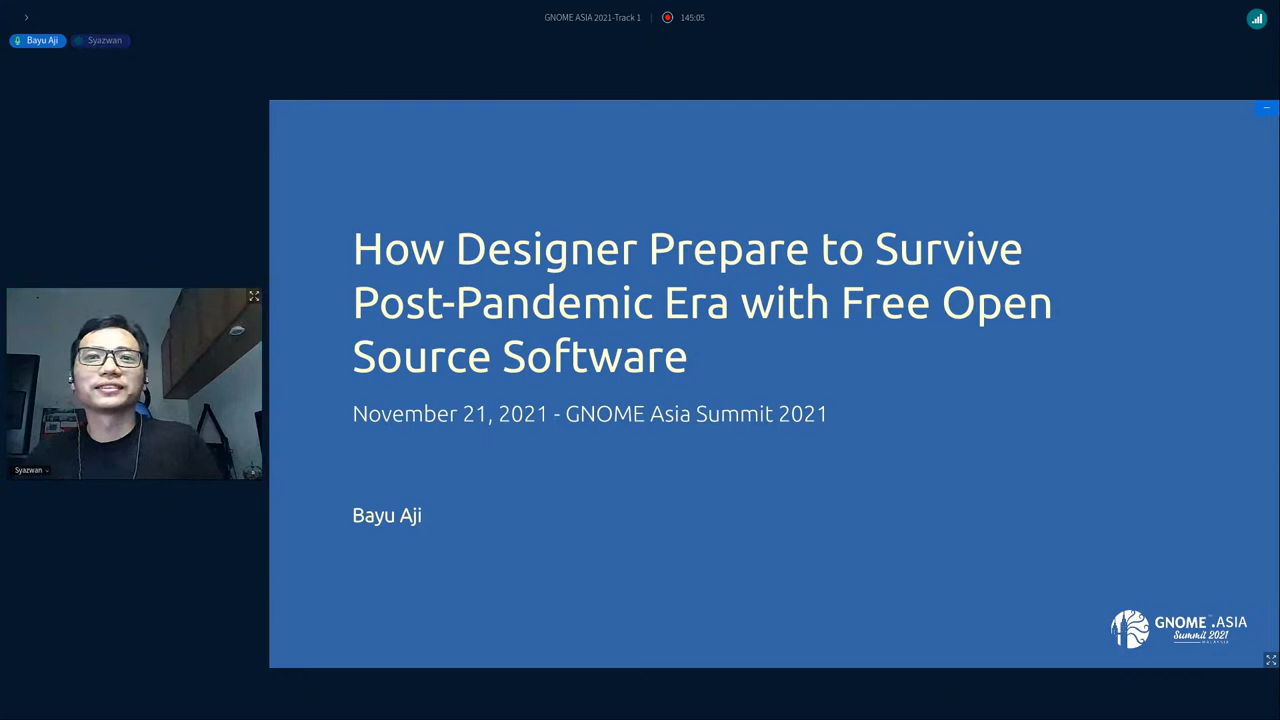 GNOME ASIA 2021-Track 1
145:05
Bayu Aji
Syazwan
How Designer Prepare to Survive
Post-Pandemic Era with Free Open
Source Software
November 21, 2021 - GNOME Asia Summit 2021
Syazwan
Bayu Aji
GNOME .ASIA
Summit 2021
MALAYSIA